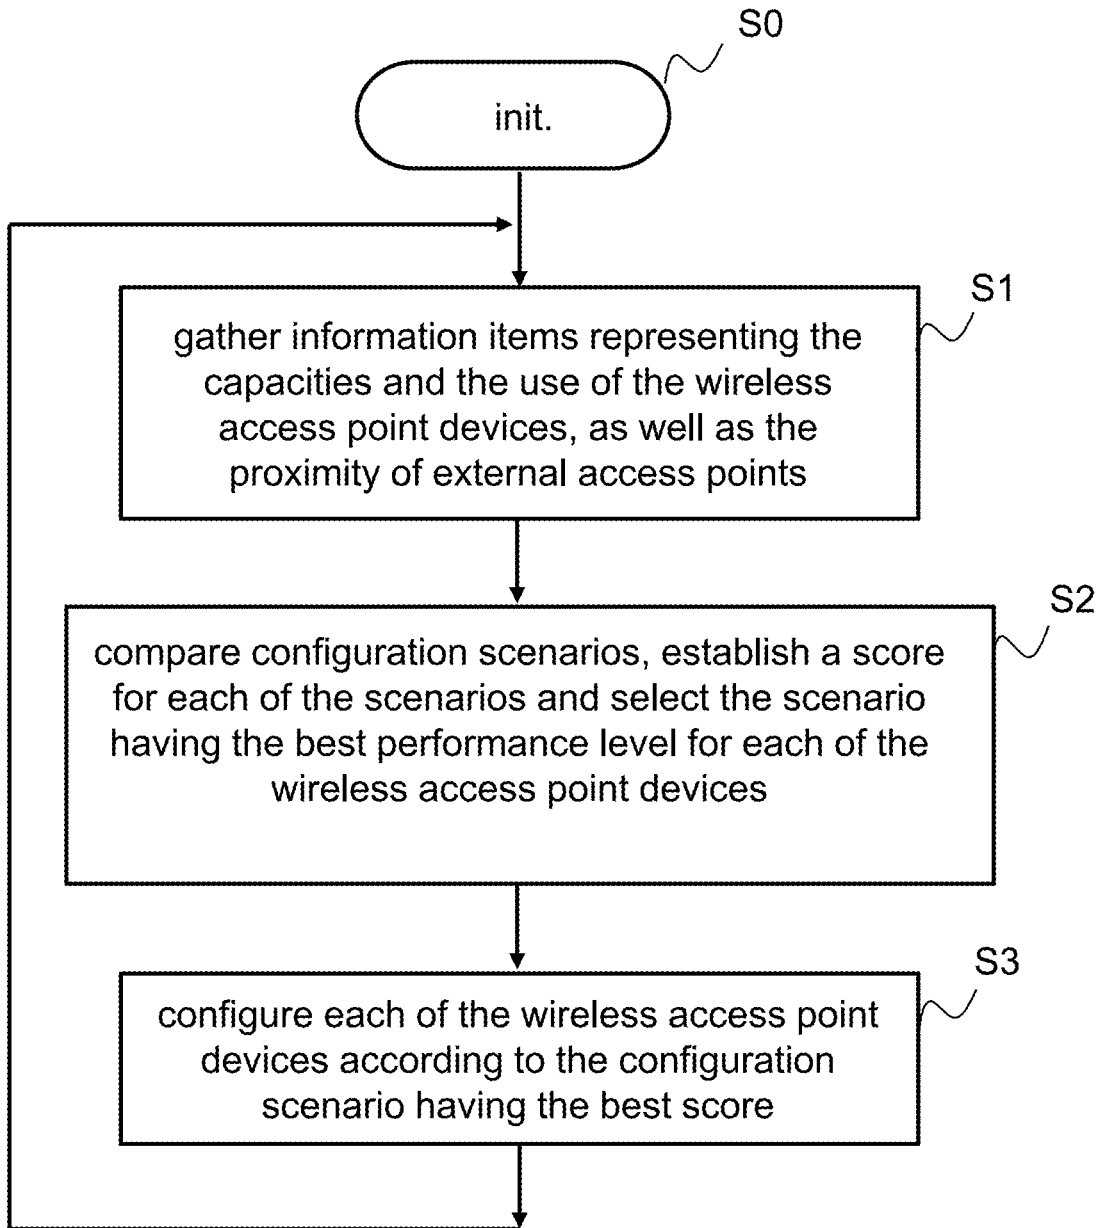 S0
init.
S1
gather information items representing the
capacities and the use of the wireless
access point devices, as well as the
proximity of external access points
S2
compare configuration scenarios, establish a score
for each of the scenarios and select the scenario
having the best performance level for each of the
wireless access point devices
S3
configure each of the wireless access point
devices according to the configuration
scenario having the best score